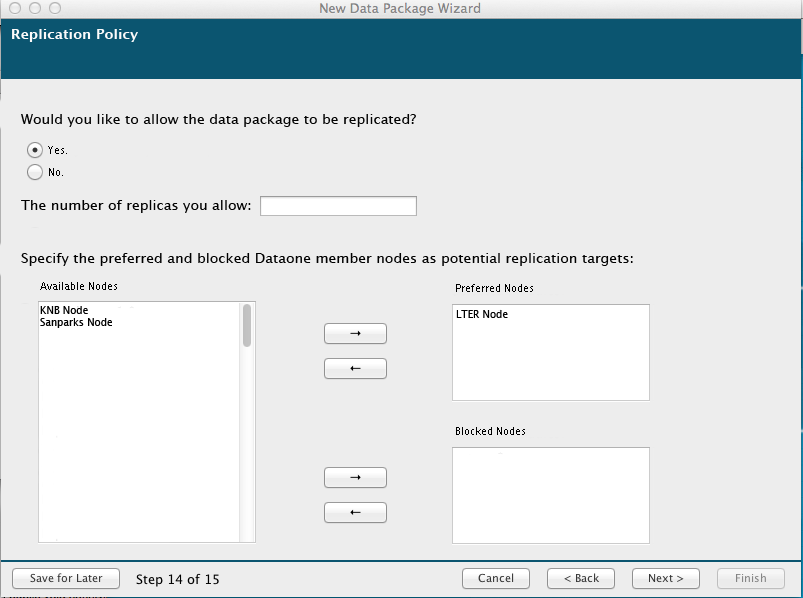 New Data Package Wizard
Replication Policy
Would you like to allow the data package to be replicated?
Yes.
No.
The number of replicas you allow:
Specify the preferred and blocked Dataone member nodes as potential replication targets:
Available Nodes
KNB Node
Sanparks Node
→
←
Preferred Nodes
LTER Node
Blocked Nodes
→
←
Save for Later
Step 14 of 15
Cancel
< Back
Next >
Finish